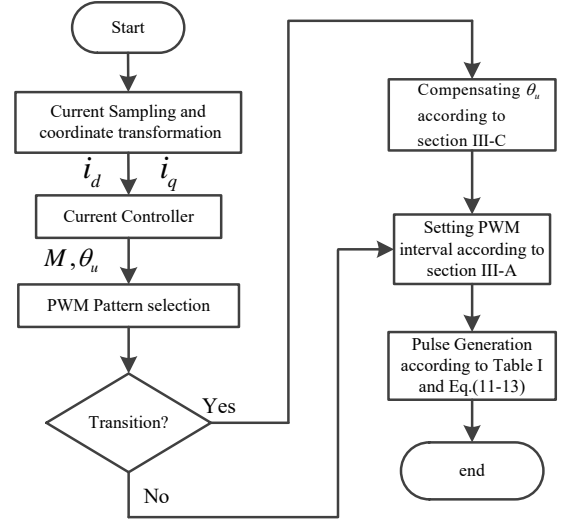 Start
Current Sampling and
coordinate transformation
i_d i_q
Current Controller
M, θ_u
PWM Pattern selection
Transition?
Yes
No
Compensating θ_u
according to
section III-C
Setting PWM
interval according to
section III-A
Pulse Generation
according to Table I
and Eq.(11-13)
end